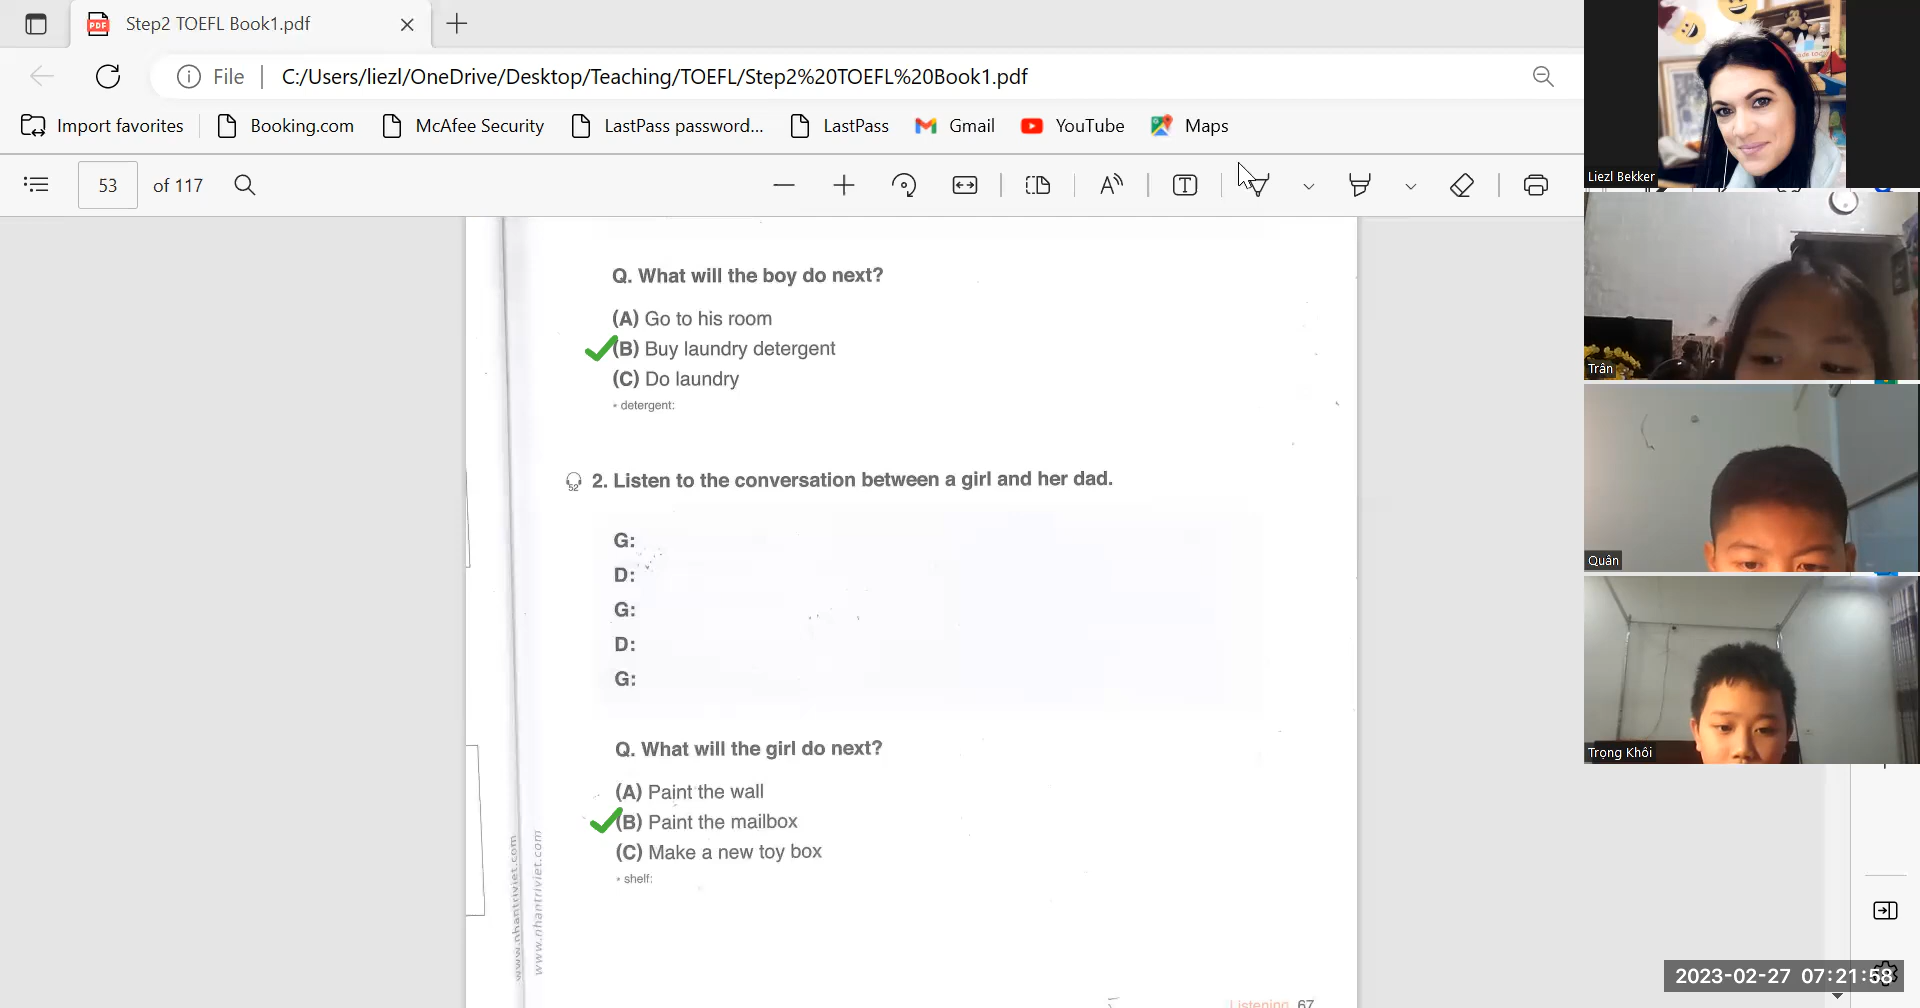 Step2 TOEFL Book1.pdf
File
C:/Users/liezl/OneDrive/Desktop/Teaching/TOEFL/Step2%20TOEFL%20Book1.pdf
Import favorites
Booking.com
McAfee Security
LastPass password...
LastPass
Gmail
YouTube
Maps
53
of 117
Q. What will the boy do next?
(A) Go to his room
(B) Buy laundry detergent
(C) Do laundry
* detergent:
52
2. Listen to the conversation between a girl and her dad.
G:
D:
G:
D:
G:
Q. What will the girl do next?
(A) Paint the wall
(B) Paint the mailbox
(C) Make a new toy box
* shelf:
www.nhantriviet.com
www.nhantriviet.com
Listening 67
Liezl Bekker
Trân
Quân
Trọng Khôi
2023-02-27 07:21:58